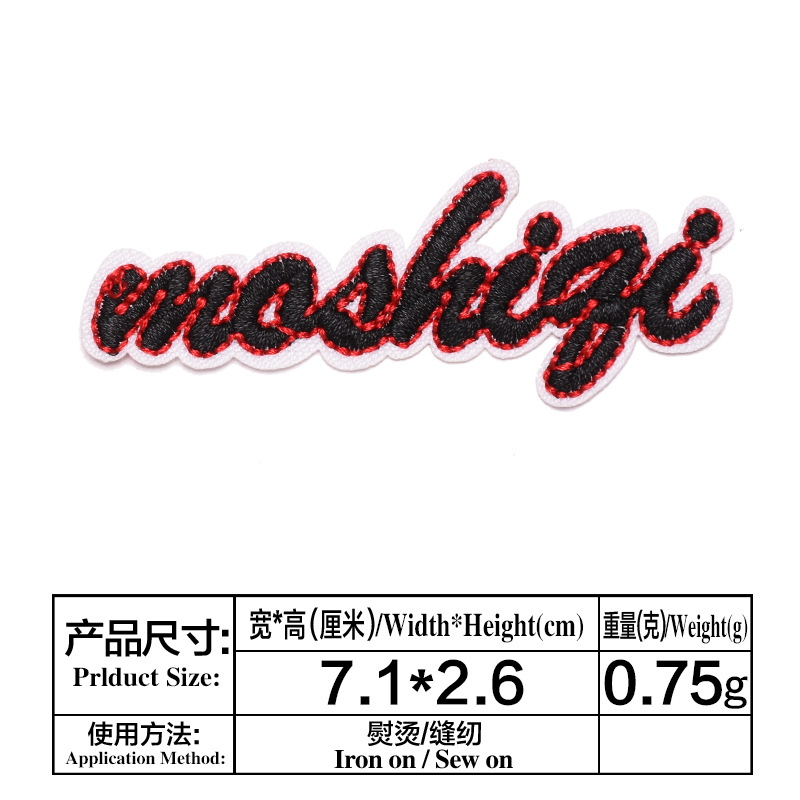 moshiqi
产品尺寸:
Prlduct Size:
宽*高(厘米)/Width*Height(cm)
重量(克)/Weight(g)
7.1*2.6
0.75g
使用方法:
Application Method:
熨烫/缝纫
Iron on / Sew on